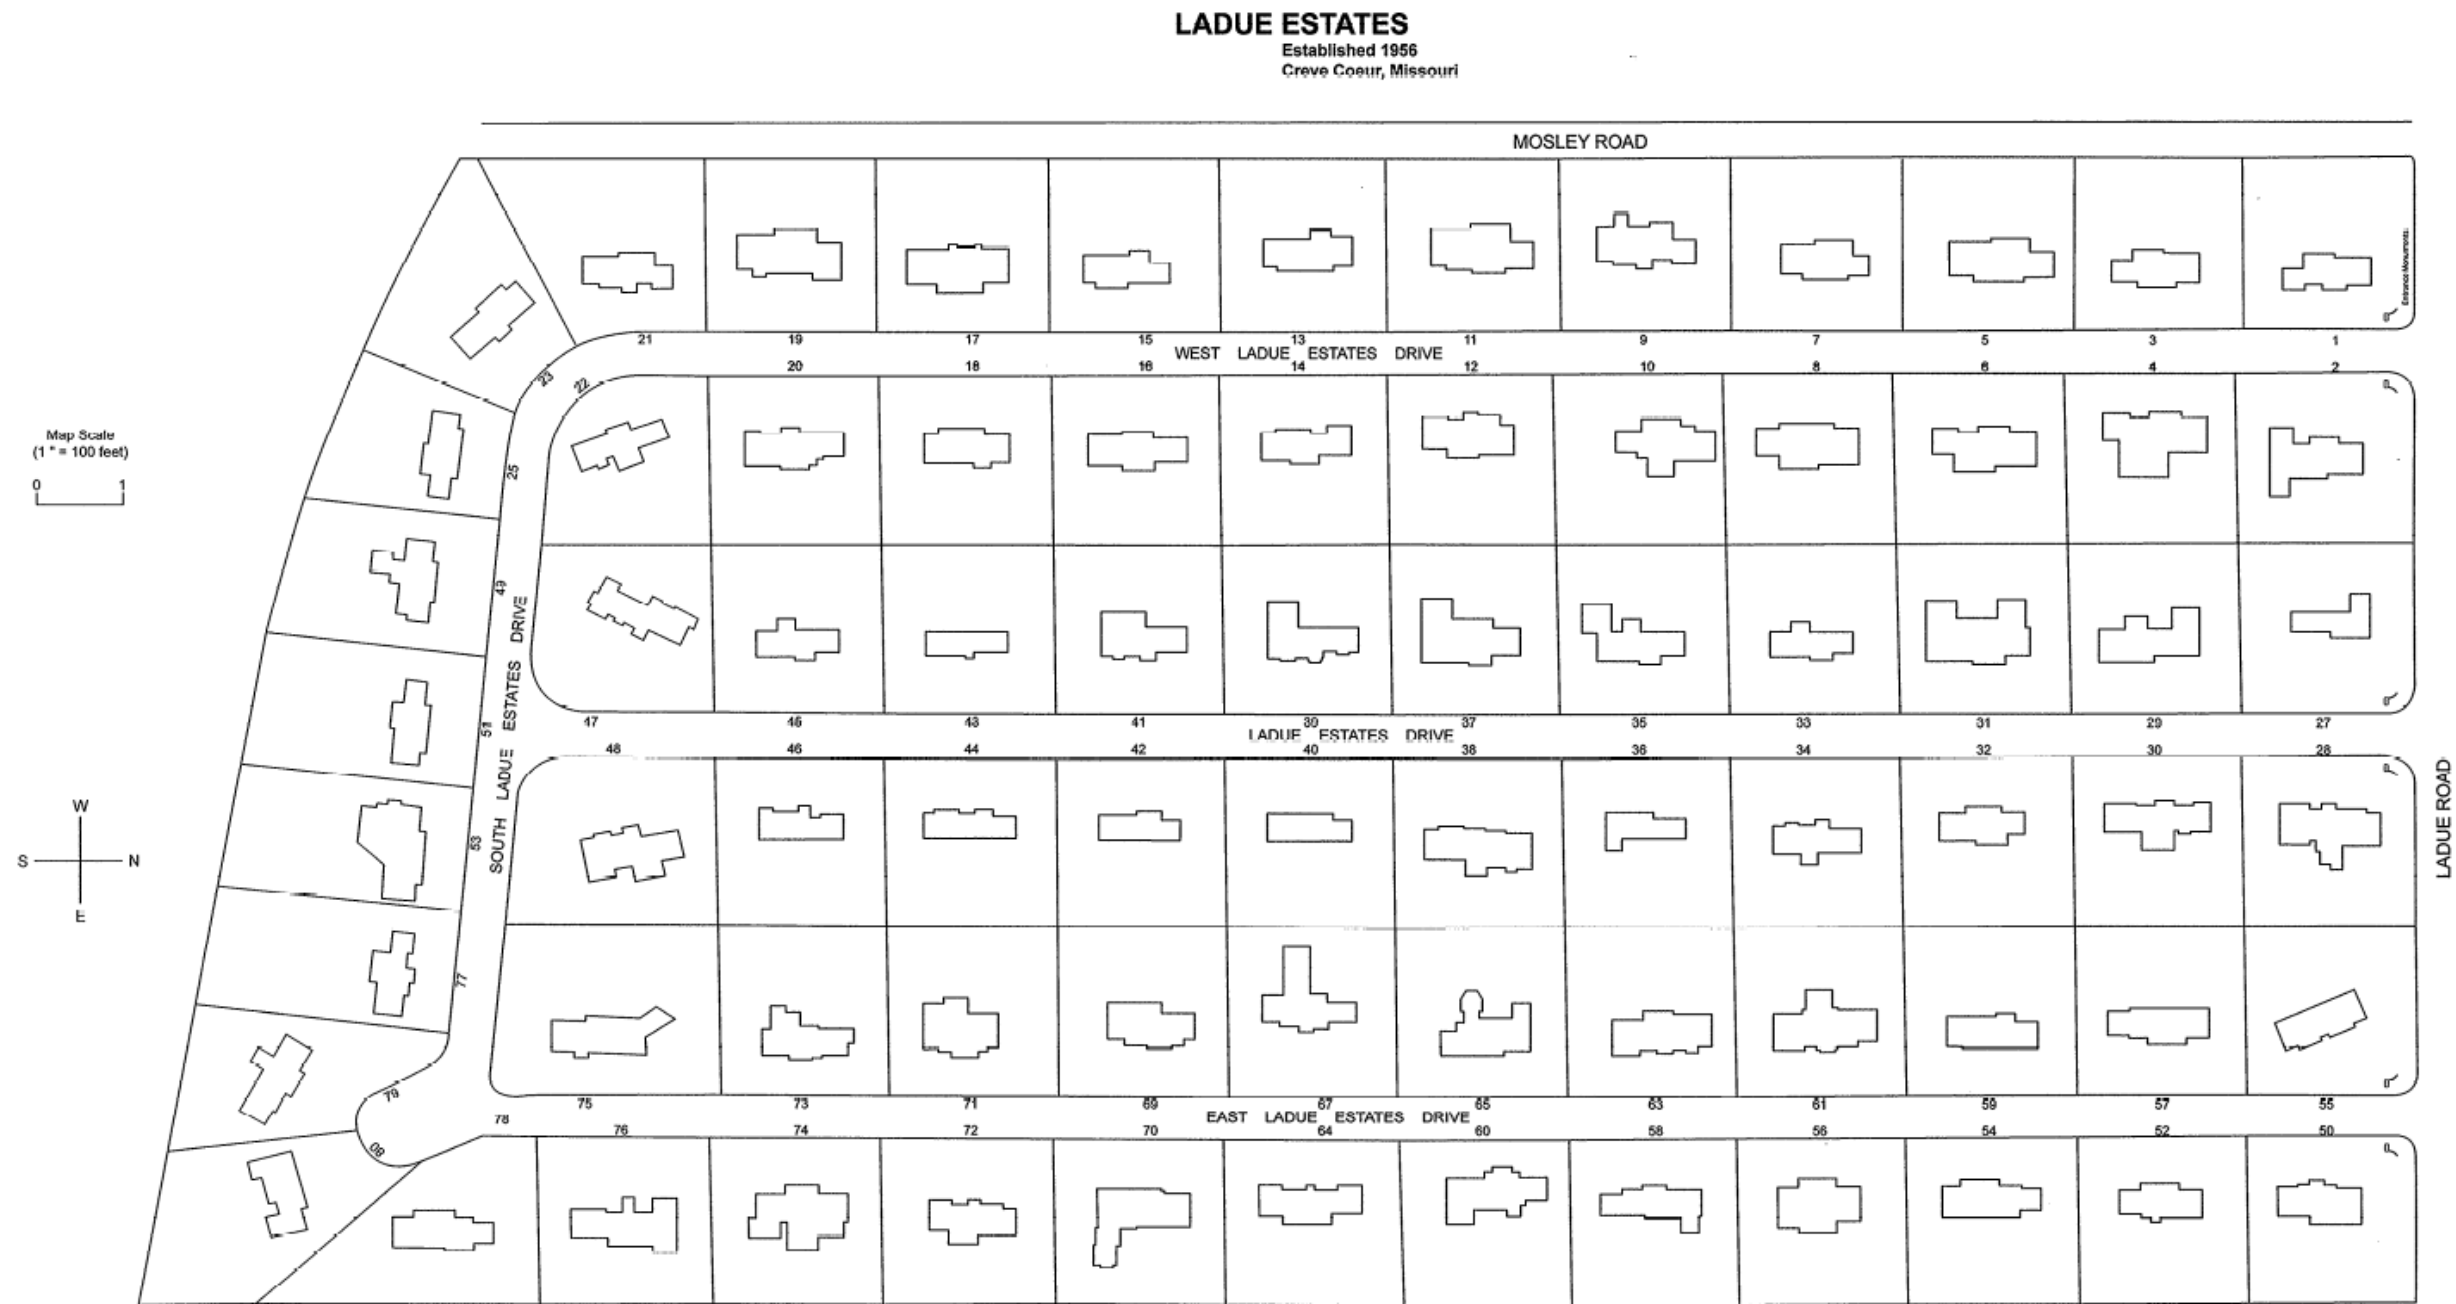 LADUE ESTATES
Established 1956
Creve Coeur, Missouri
MOSLEY ROAD
Entrance Monuments
21 19 17 15 13 11 9 7 5 3 1
WEST LADUE ESTATES DRIVE
23 22 20 18 16 14 12 10 8 6 4 2
Map Scale
(1 " = 100 feet)
0 1
25
49
51
53
77
SOUTH LADUE ESTATES DRIVE
47 45 43 41 39 37 35 33 31 29 27
LADUE ESTATES DRIVE
48 46 44 42 40 38 36 34 32 30 28
LADUE ROAD
W
S N
E
79
75 73 71 69 67 65 63 61 59 57 55
EAST LADUE ESTATES DRIVE
80 78 76 74 72 70 64 60 58 56 54 52 50